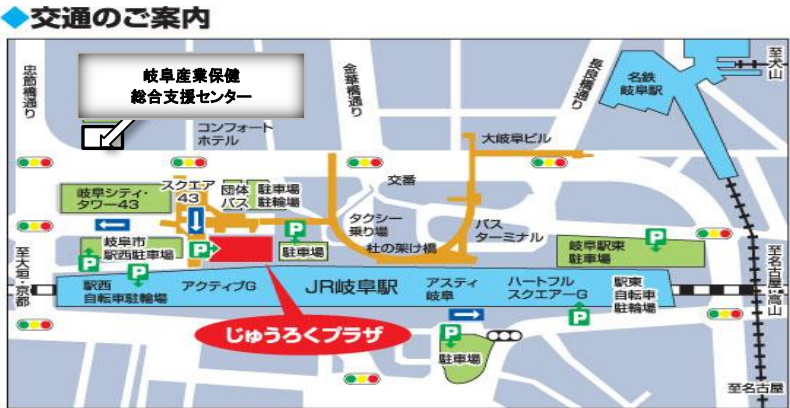 ◆交通のご案内
忠節橋通り
岐阜産業保健
総合支援センター
金華橋通り
長良橋通り
名鉄
岐阜駅
至犬山
コンフォート
ホテル
大岐阜ビル
交番
岐阜シティ・
タワー43
スクエア
43
団体
バス
駐車場
駐輪場
タクシー
乗り場
杜の架け橋
バス
ターミナル
岐阜市
駅西駐車場
P
P
P
駐車場
P
岐阜駅東
駐車場
至大垣・京都
P
駅西
自転車駐輪場
アクティブG
JR岐阜駅
アスティ
岐阜
ハートフル
スクエアーG
駅東
自転車
駐輪場
至名古屋・高山
じゅうろくプラザ
P
駐車場
P
至名古屋